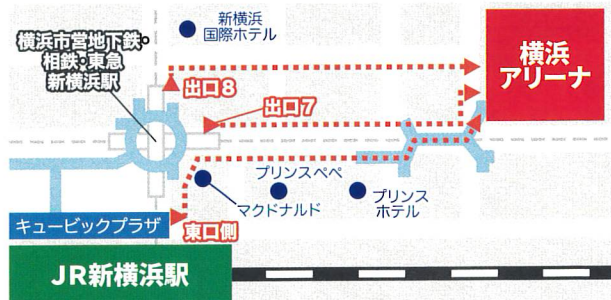 新横浜
国際ホテル
横浜市営地下鉄
相鉄・東急
新横浜駅
横浜
アリーナ
出口8
出口7
プリンスペペ
マクドナルド
プリンス
ホテル
キュービックプラザ
東口側
JR新横浜駅